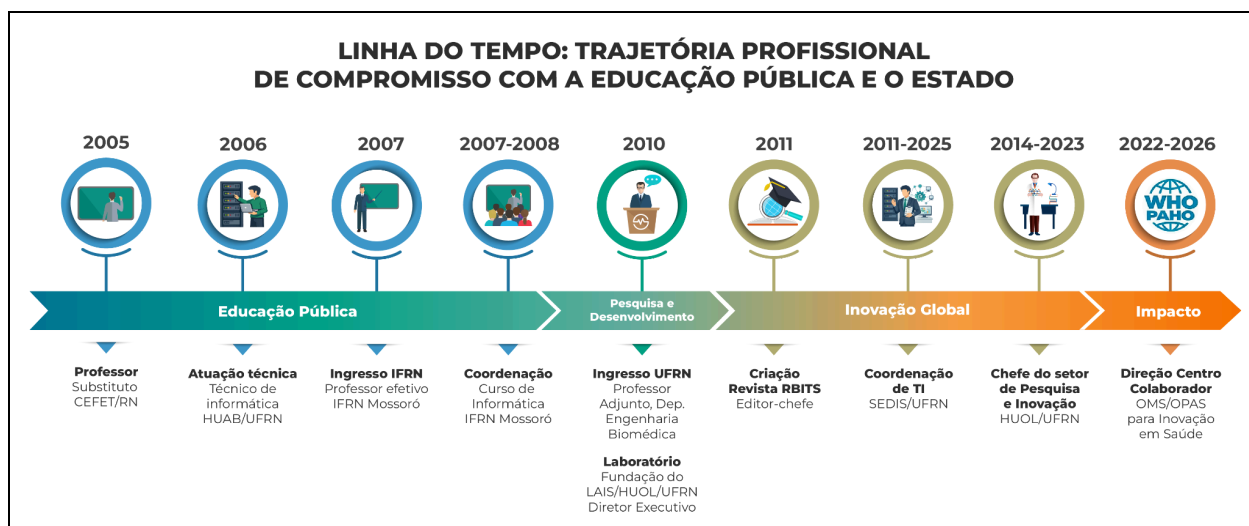 LINHA DO TEMPO: TRAJETÓRIA PROFISSIONAL
DE COMPROMISSO COM A EDUCAÇÃO PÚBLICA E O ESTADO
2005
2006
2007
2007-2008
2010
2011
2011-2025
2014-2023
2022-2026
WHO
PAHO
Educação Pública
Pesquisa e
Desenvolvimento
Inovação Global
Impacto
Professor
Substituto
CEFET/RN
Atuação técnica
Técnico de
informática
HUAB/UFRN
Ingresso IFRN
Professor efetivo
IFRN Mossoró
Coordenação
Curso de
Informática
IFRN Mossoró
Ingresso UFRN
Professor
Adjunto, Dep.
Engenharia
Biomédica
Laboratório
Fundação do
LAIS/HUOL/UFRN
Diretor Executivo
Criação
Revista RBITS
Editor-chefe
Coordenação
de TI
SEDIS/UFRN
Chefe do setor
de Pesquisa
e Inovação
HUOL/UFRN
Direção Centro
Colaborador
OMS/OPAS
para Inovação
em Saúde